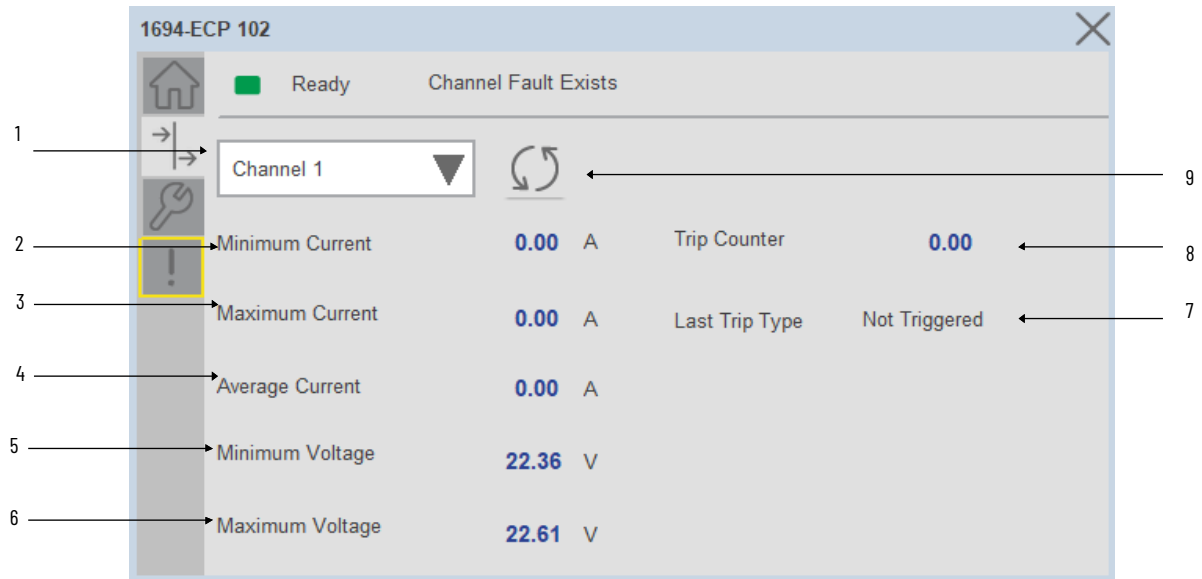 1694-ECP 102
Ready Channel Fault Exists
1 Channel 1 9
2 Minimum Current 0.00 A Trip Counter 0.00 8
3 Maximum Current 0.00 A Last Trip Type Not Triggered 7
4 Average Current 0.00 A
5 Minimum Voltage 22.36 V
6 Maximum Voltage 22.61 V